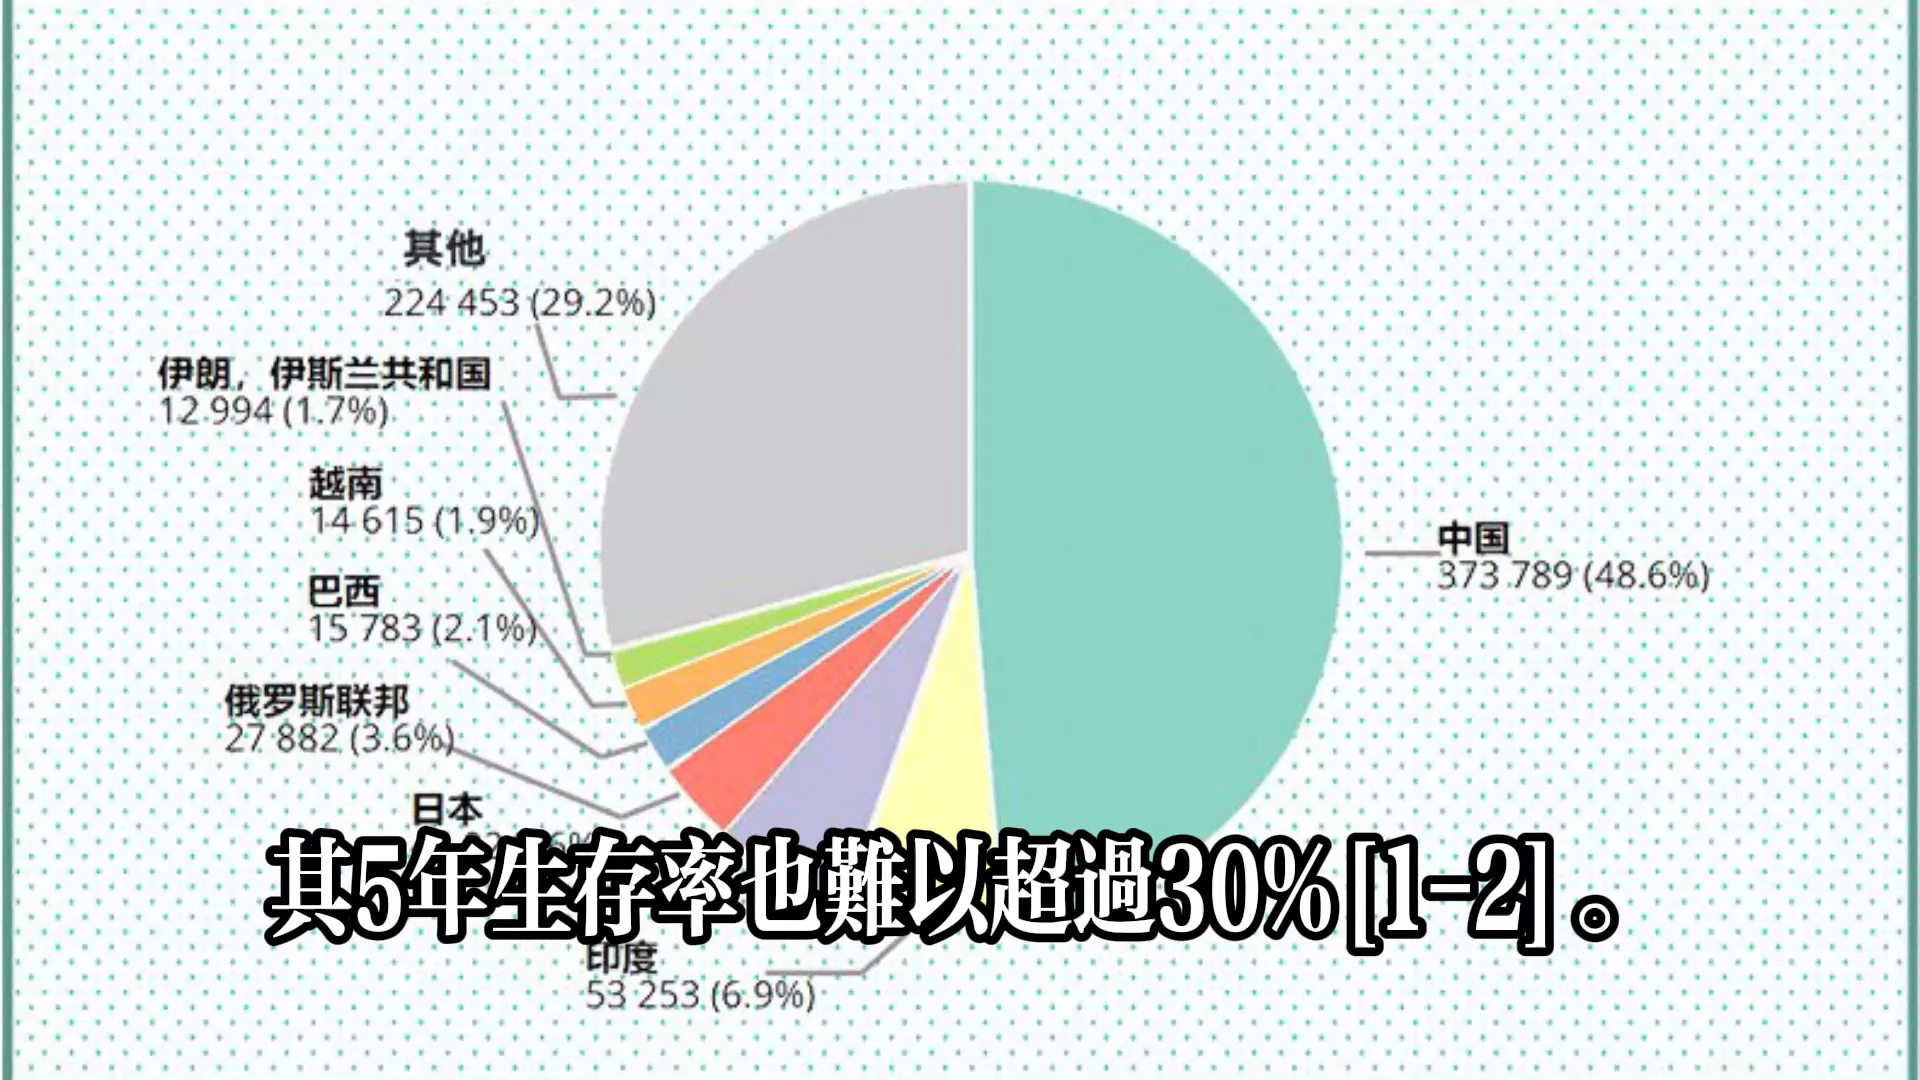 其他
224 453 (29.2%)
伊朗，伊斯兰共和国
12 994 (1.7%)
越南
14 615 (1.9%)
中国
373 789 (48.6%)
巴西
15 783 (2.1%)
俄罗斯联邦
27 882 (3.6%)
日本
其5年生存率也難以超過30%[1-2]。
印度
53 253 (6.9%)